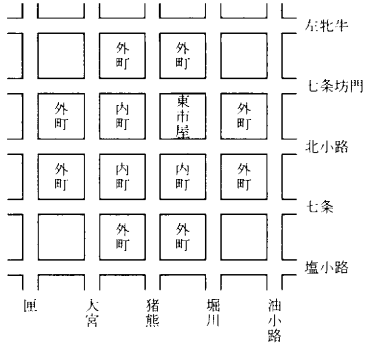 左牝牛
外町 外町
七条坊門
外町 内町 東市屋 外町
北小路
外町 内町 内町 外町
七条
外町 外町
塩小路
匣 大宮 猪熊 堀川 油小路